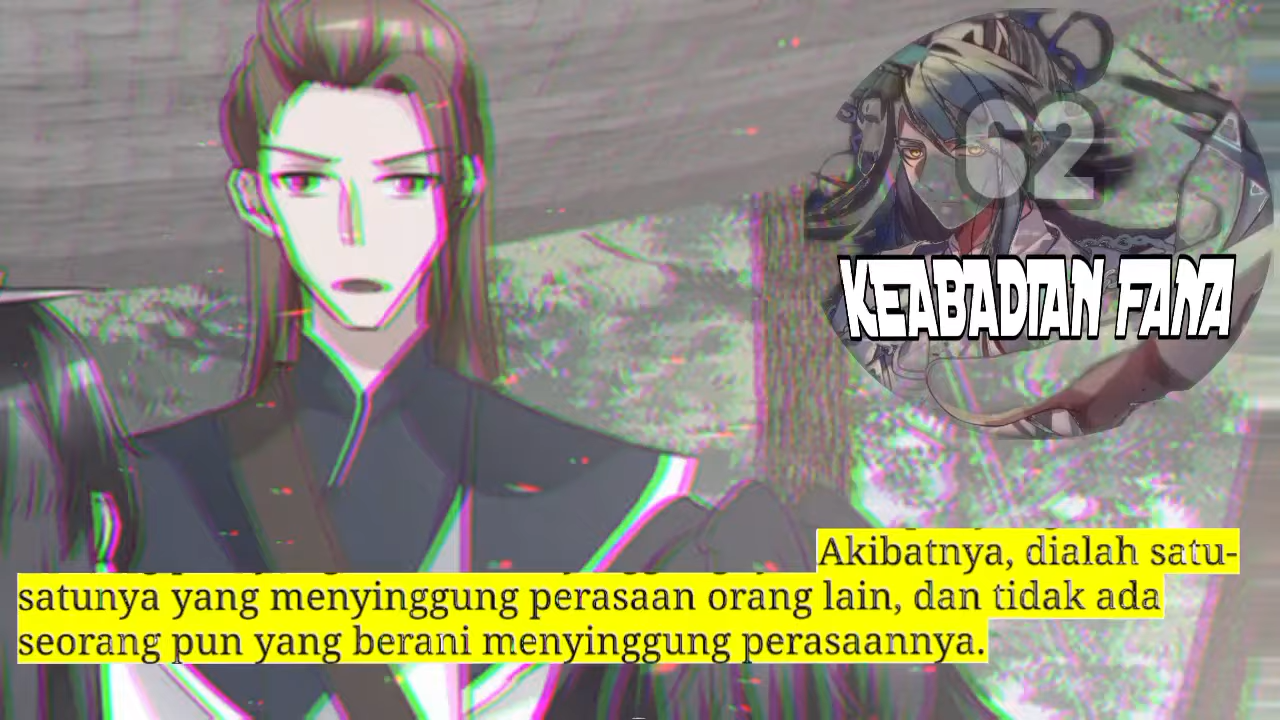 S2
KEABADIAN FANA
Akibatnya, dialah satu-
satunya yang menyinggung perasaan orang lain, dan tidak ada
seorang pun yang berani menyinggung perasaannya.